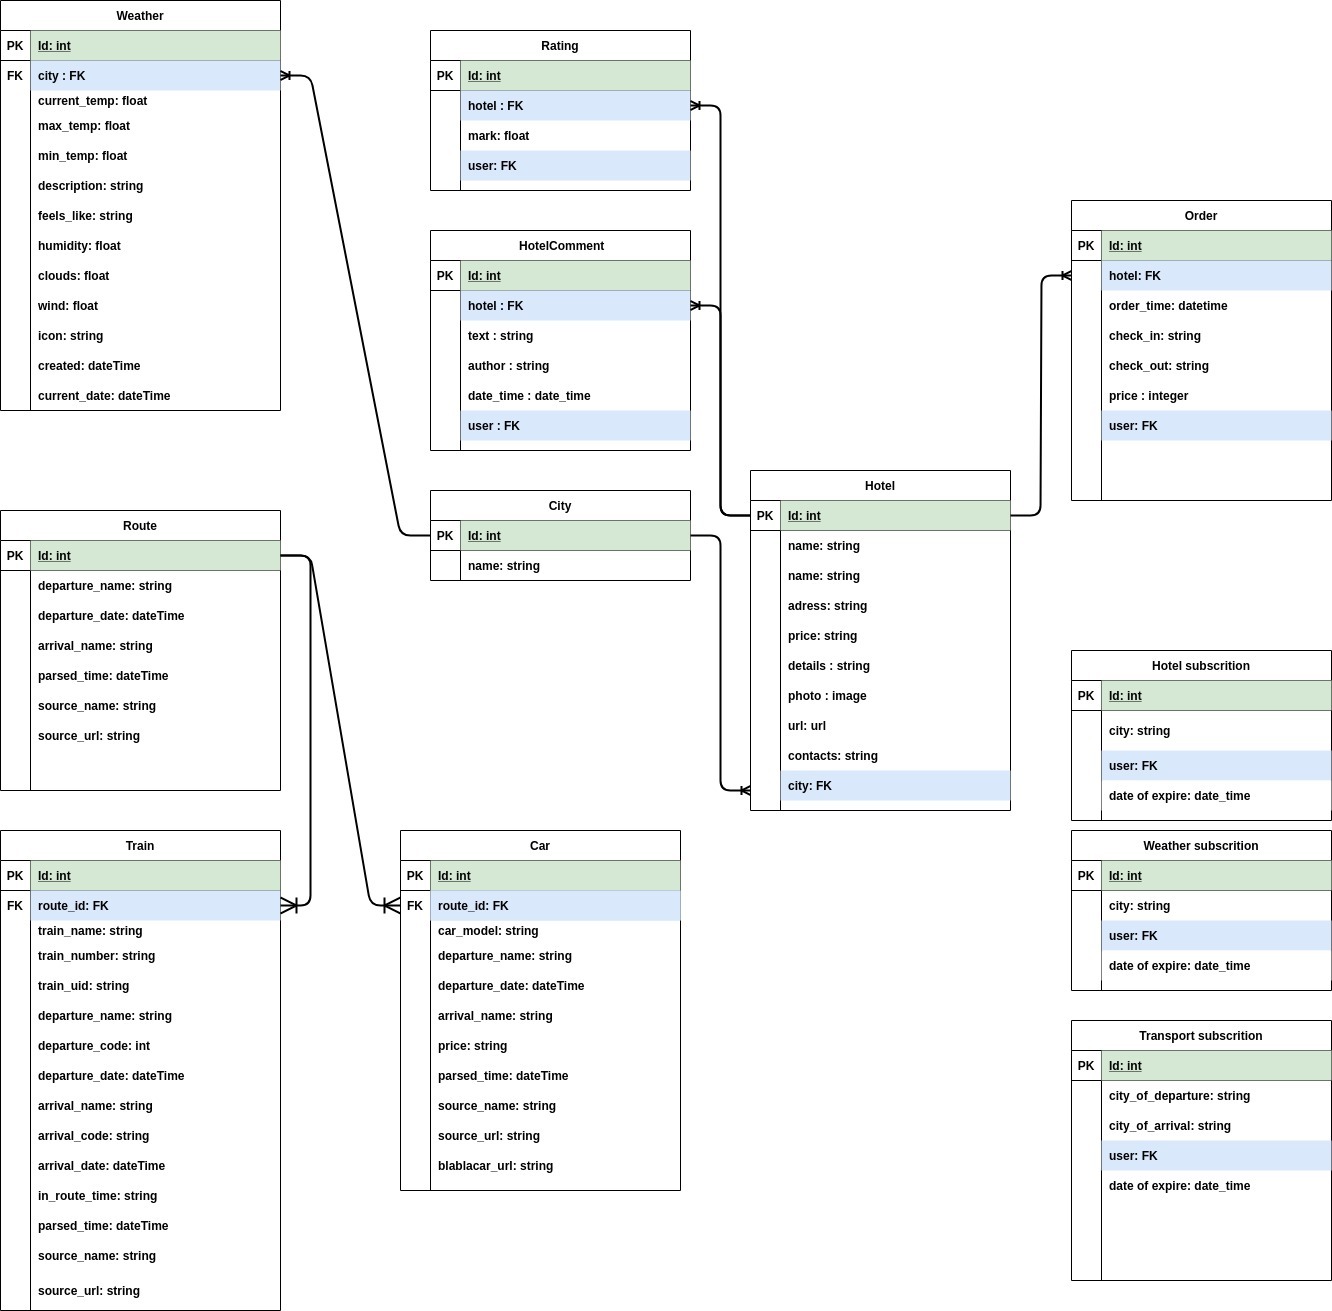 Weather
PK Id: int
FK city : FK
current_temp: float
max_temp: float
min_temp: float
description: string
feels_like: string
humidity: float
clouds: float
wind: float
icon: string
created: dateTime
current_date: dateTime
Rating
PK Id: int
hotel : FK
mark: float
user: FK
HotelComment
PK Id: int
hotel : FK
text : string
author : string
date_time : date_time
user : FK
City
PK Id: int
name: string
Order
PK Id: int
hotel: FK
order_time: datetime
check_in: string
check_out: string
price : integer
user: FK
Hotel
PK Id: int
name: string
name: string
adress: string
price: string
details : string
photo : image
url: url
contacts: string
city: FK
Route
PK Id: int
departure_name: string
departure_date: dateTime
arrival_name: string
parsed_time: dateTime
source_name: string
source_url: string
Train
PK Id: int
FK route_id: FK
train_name: string
train_number: string
train_uid: string
departure_name: string
departure_code: int
departure_date: dateTime
arrival_name: string
arrival_code: string
arrival_date: dateTime
in_route_time: string
parsed_time: dateTime
source_name: string
source_url: string
Car
PK Id: int
FK route_id: FK
car_model: string
departure_name: string
departure_date: dateTime
arrival_name: string
price: string
parsed_time: dateTime
source_name: string
source_url: string
blablacar_url: string
Hotel subscrition
PK Id: int
city: string
user: FK
date of expire: date_time
Weather subscrition
PK Id: int
city: string
user: FK
date of expire: date_time
Transport subscrition
PK Id: int
city_of_departure: string
city_of_arrival: string
user: FK
date of expire: date_time